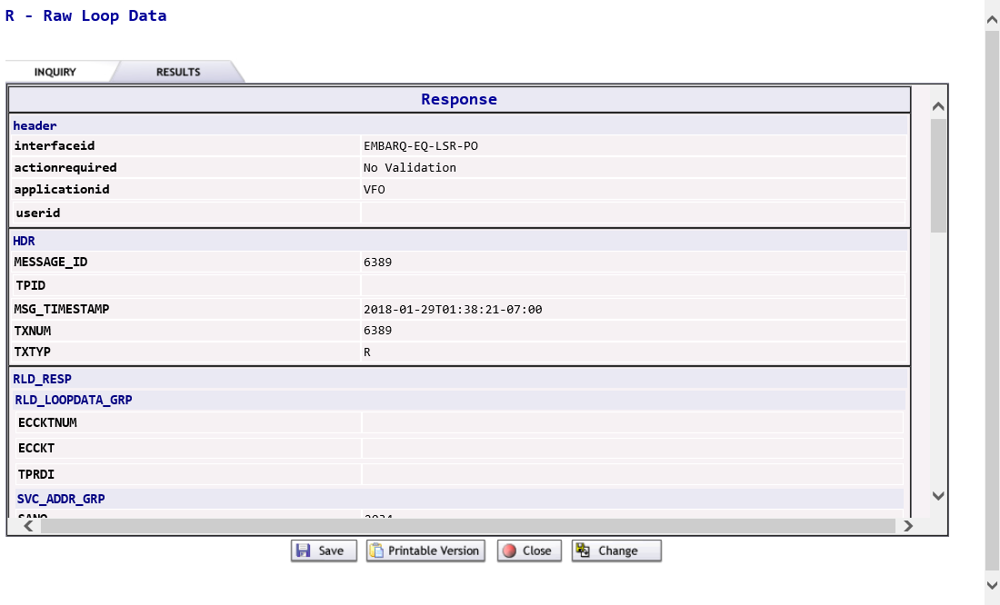 R - Raw Loop Data
INQUIRY RESULTS
Response
header
interfaceid EMBARQ-EQ-LSR-PO
actionrequired No Validation
applicationid VFO
userid
HDR
MESSAGE_ID 6389
TPID
MSG_TIMESTAMP 2018-01-29T01:38:21-07:00
TXNUM 6389
TXTYP R
RLD_RESP
RLD_LOOPDATA_GRP
ECCKTNUM
ECCKT
TPRDI
SVC_ADDR_GRP
Save Printable Version Close Change